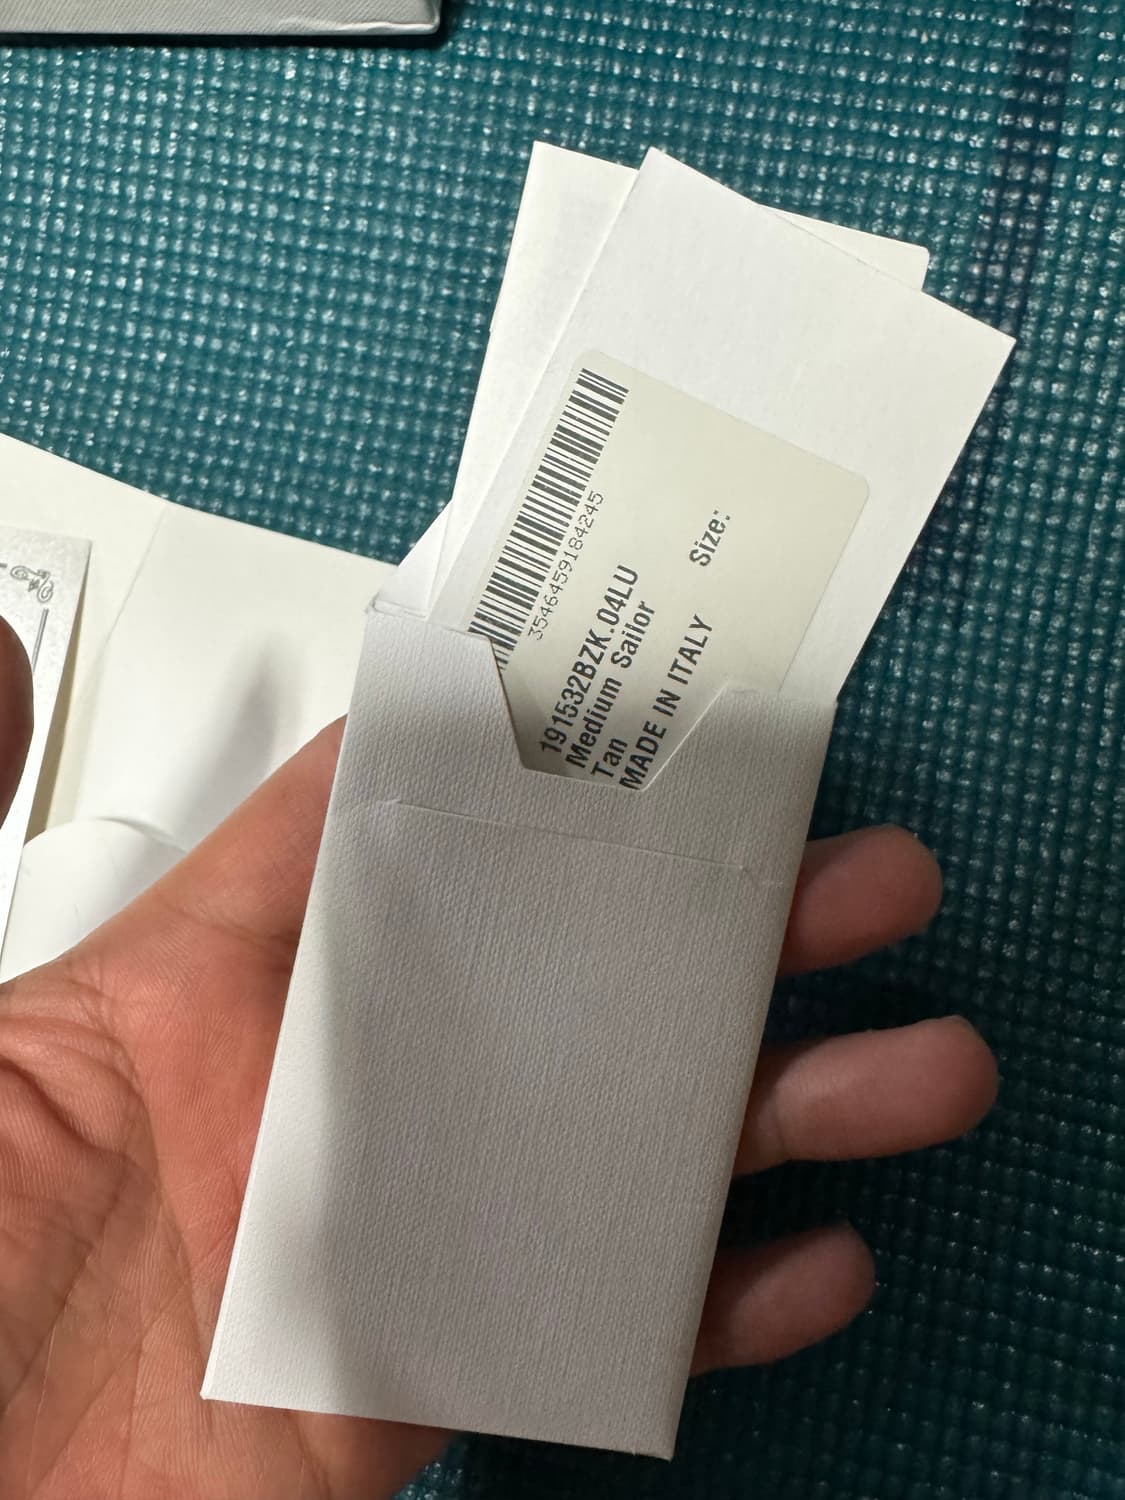 3546459184245
191532BZK.04LU
Medium Sailor
Tan
MADE IN ITALY
Size: